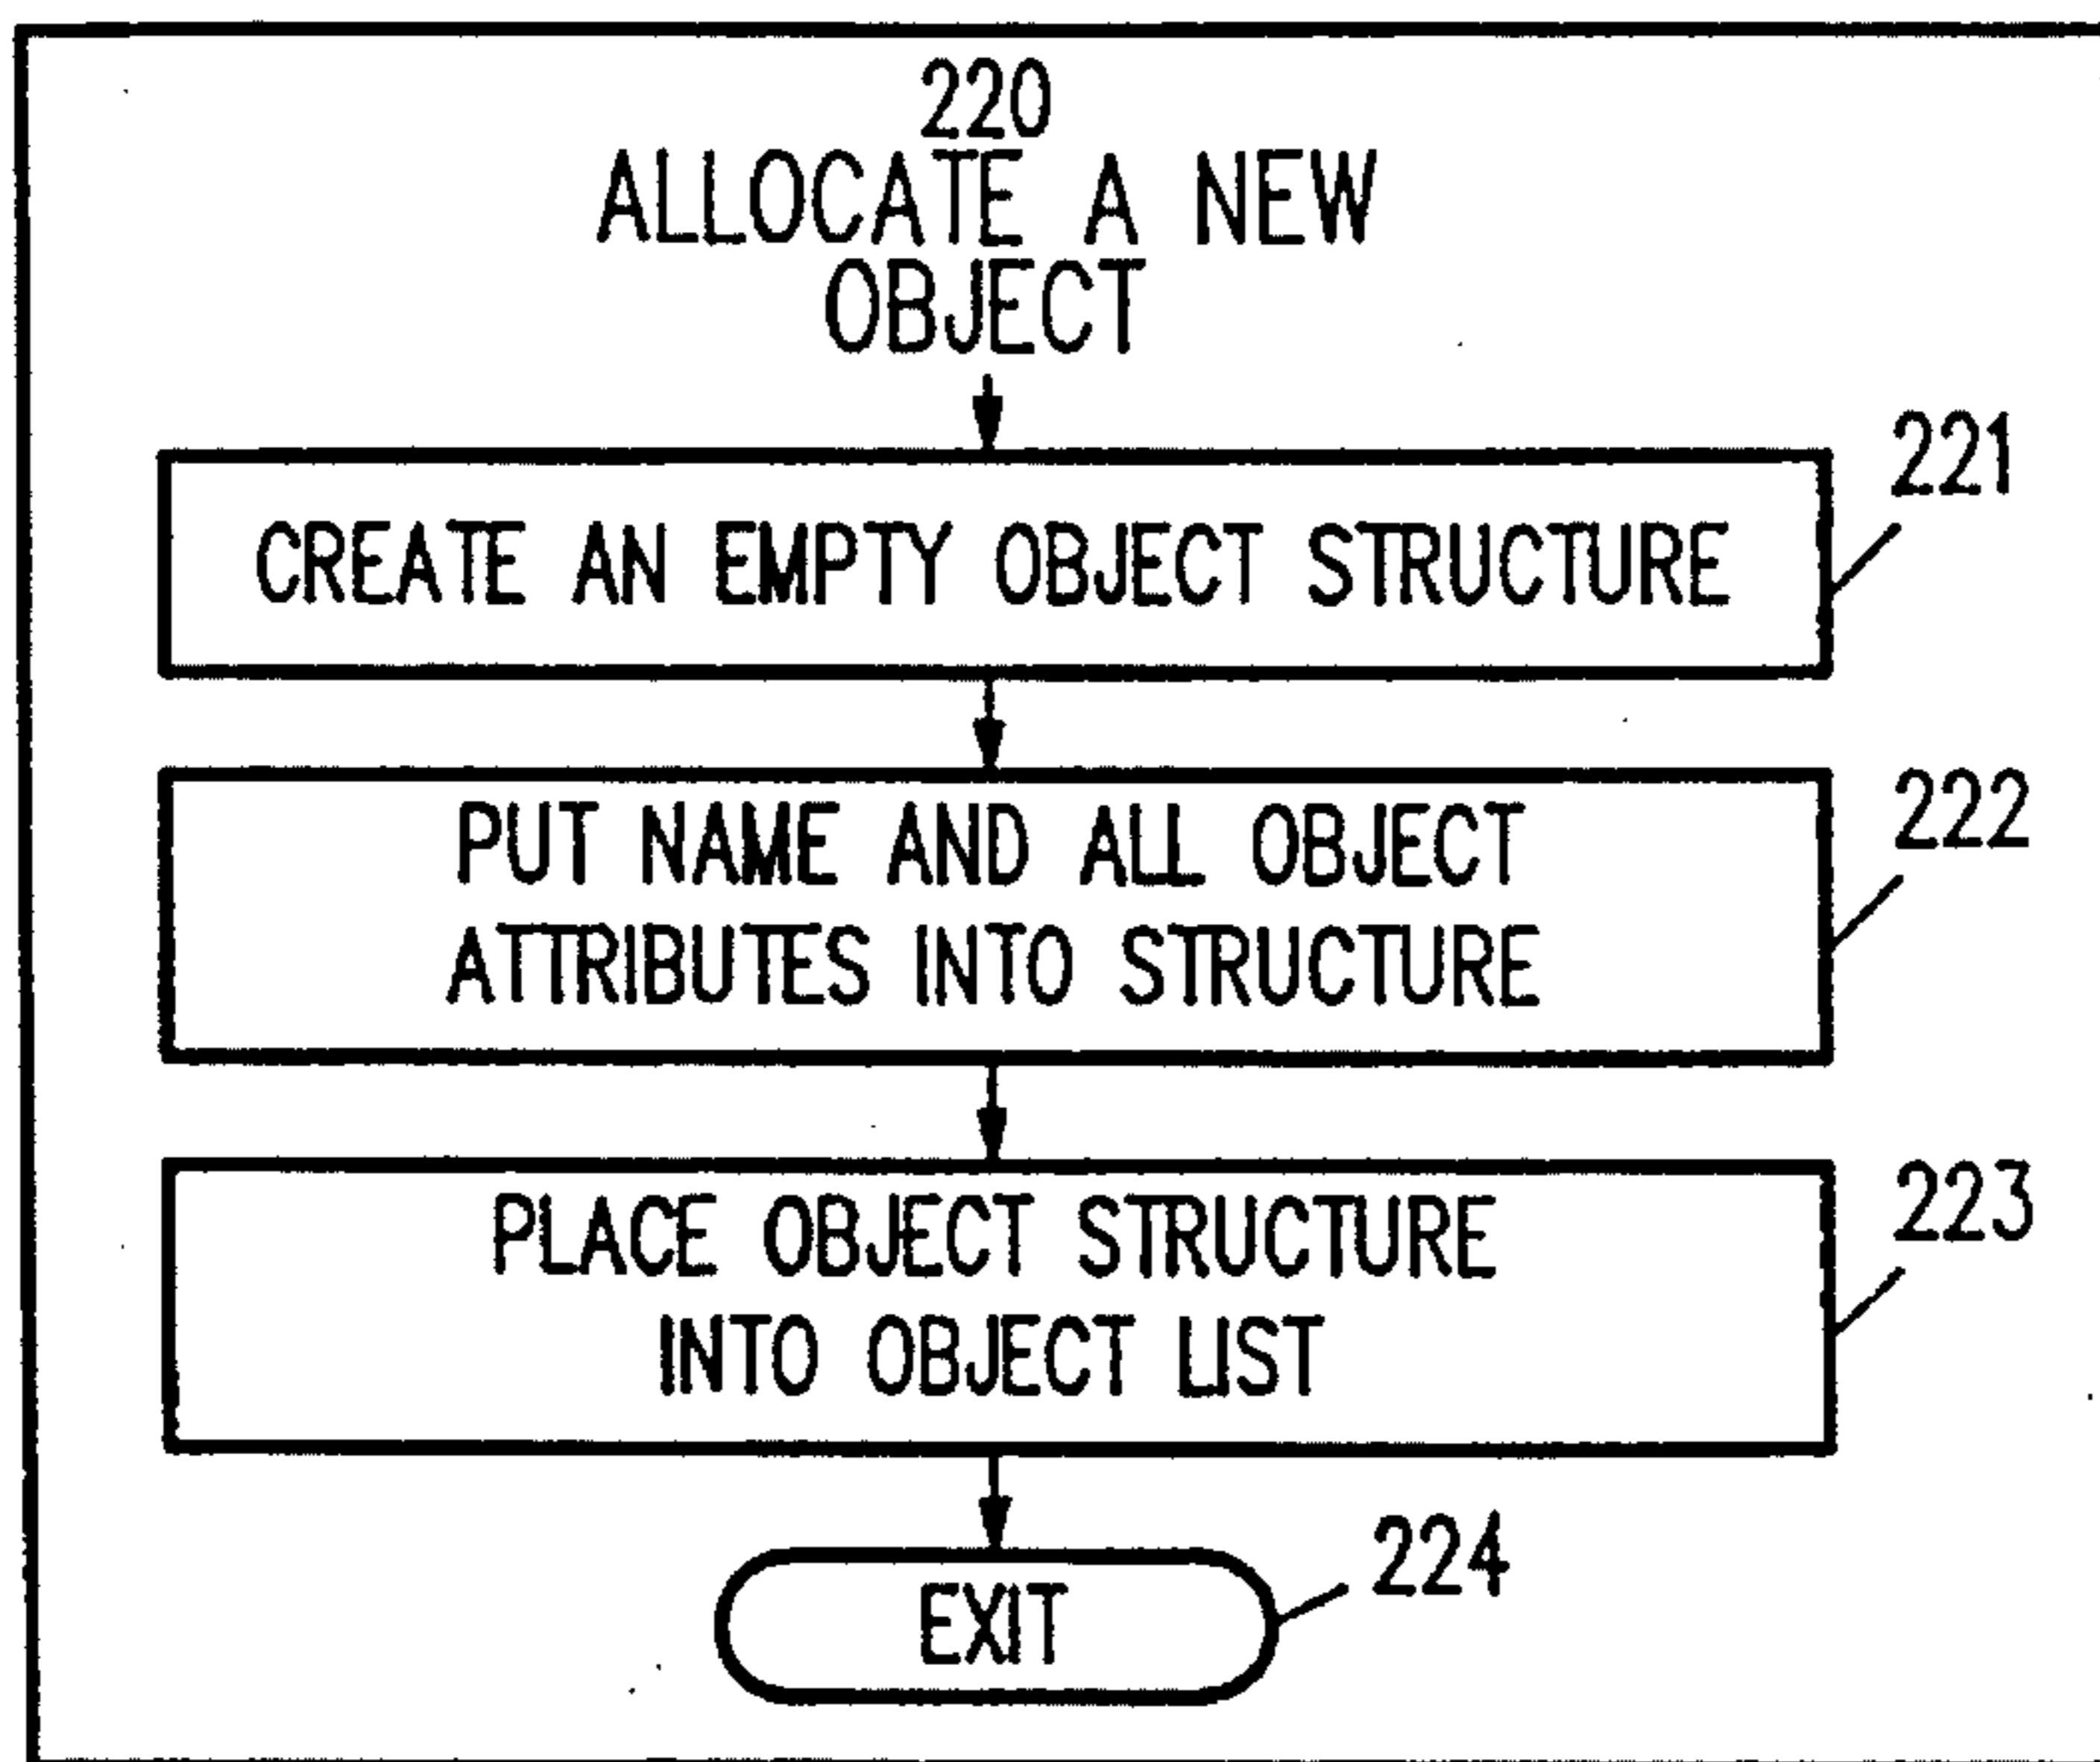 220
ALLOCATE A NEW
OBJECT
221
CREATE AN EMPTY OBJECT STRUCTURE
222
PUT NAME AND ALL OBJECT
ATTRIBUTES INTO STRUCTURE
223
PLACE OBJECT STRUCTURE
INTO OBJECT LIST
224
EXIT